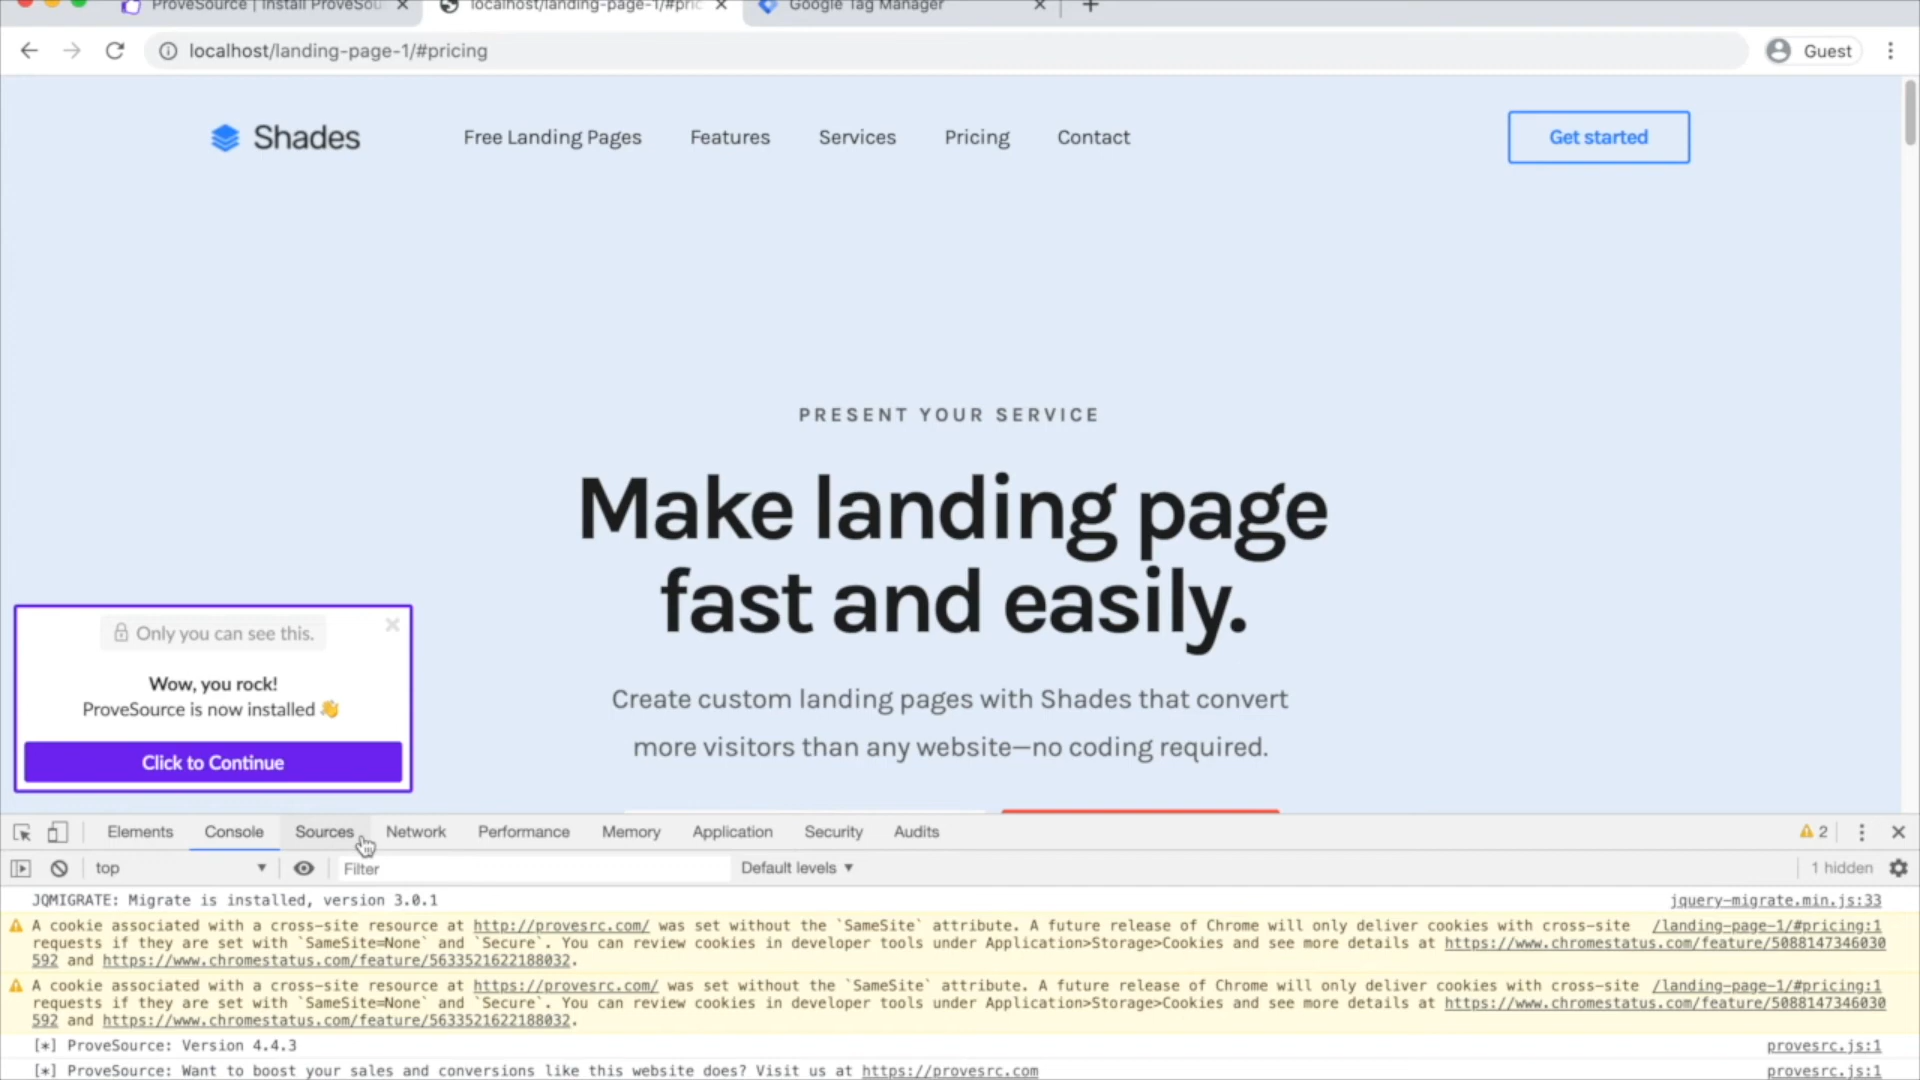 ProveSource | Install ProveSou
localhost/landing-page-1/#pric
Google Tag Manager
localhost/landing-page-1/#pricing
Guest
Shades
Free Landing Pages
Features
Services
Pricing
Contact
Get started
PRESENT YOUR SERVICE
Make landing page
fast and easily.
Create custom landing pages with Shades that convert
more visitors than any website—no coding required.
Only you can see this.
Wow, you rock!
ProveSource is now installed 👋
Click to Continue
Elements
Console
Sources
Network
Performance
Memory
Application
Security
Audits
2
top
Filter
Default levels
1 hidden
JQMIGRATE: Migrate is installed, version 3.0.1 jquery-migrate.min.js:33
A cookie associated with a cross-site resource at http://provesrc.com/ was set without the `SameSite` attribute. A future release of Chrome will only deliver cookies with cross-site /landing-page-1/#pricing:1
requests if they are set with `SameSite=None` and `Secure`. You can review cookies in developer tools under Application>Storage>Cookies and see more details at https://www.chromestatus.com/feature/5088147346030
592 and https://www.chromestatus.com/feature/5633521622188032.
A cookie associated with a cross-site resource at https://provesrc.com/ was set without the `SameSite` attribute. A future release of Chrome will only deliver cookies with cross-site /landing-page-1/#pricing:1
requests if they are set with `SameSite=None` and `Secure`. You can review cookies in developer tools under Application>Storage>Cookies and see more details at https://www.chromestatus.com/feature/5088147346030
592 and https://www.chromestatus.com/feature/5633521622188032.
[*] ProveSource: Version 4.4.3 provesrc.js:1
[*] ProveSource: Want to boost your sales and conversions like this website does? Visit us at https://provesrc.com provesrc.js:1